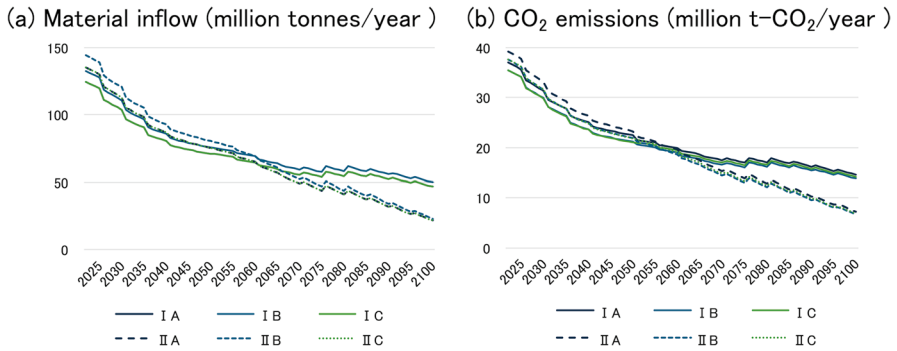 (a) Material inflow (million tonnes/year )
150
100
50
0
2025 2030 2035 2040 2045 2050 2055 2060 2065 2070 2075 2080 2085 2090 2095 2100
ⅠA ⅠB ⅠC
ⅡA ⅡB ⅡC
(b) CO₂ emissions (million t-CO₂/year )
40
30
20
10
0
2025 2030 2035 2040 2045 2050 2055 2060 2065 2070 2075 2080 2085 2090 2095 2100
ⅠA ⅠB ⅠC
ⅡA ⅡB ⅡC